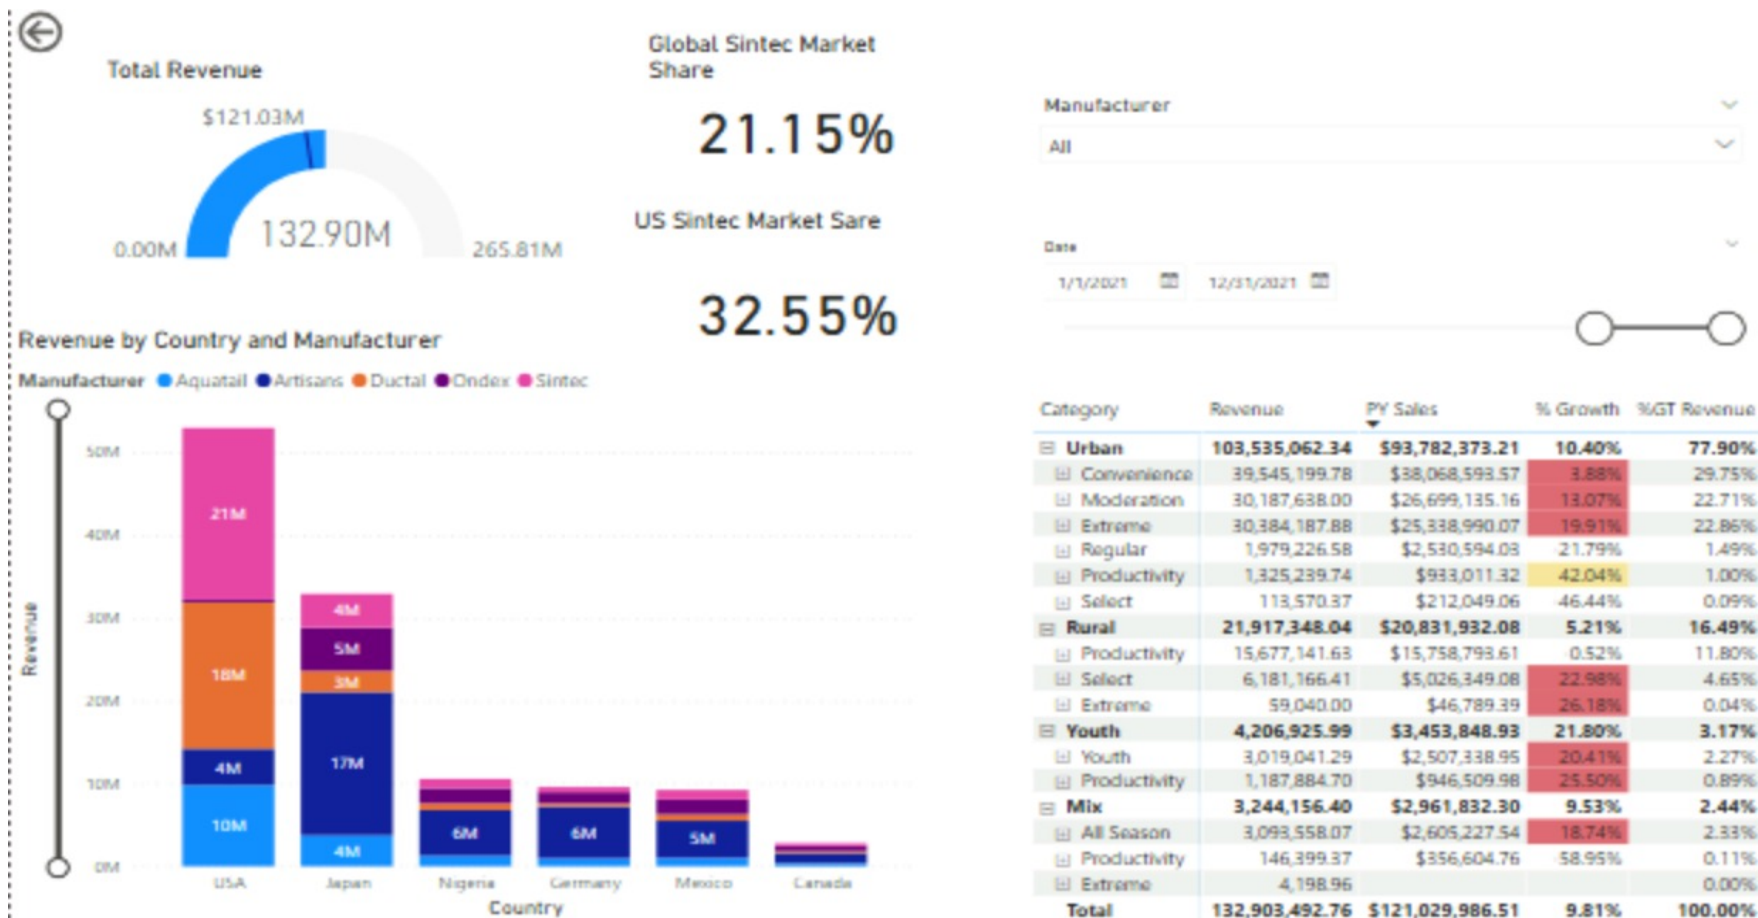 Total Revenue
$121.03M
132.90M
0.00M
265.81M
Global Sintec Market
Share
21.15%
US Sintec Market Sare
32.55%
Manufacturer
All
Date
1/1/2021 12/31/2021
Revenue by Country and Manufacturer
Manufacturer Aquatail Artisans Ductal Ondex Sintec
Revenue
50M
40M
30M
20M
10M
0M
21M
18M
4M
10M
4M
5M
3M
17M
4M
6M
6M
5M
USA Japan Nigeria Germany Mexico Canada
Country
Category Revenue PY Sales % Growth %GT Revenue
Urban 103,535,062.34 $93,782,373.21 10.40% 77.90%
Convenience 39,545,199.78 $38,068,593.57 3.88% 29.75%
Moderation 30,187,638.00 $26,699,135.16 13.07% 22.71%
Extreme 30,384,187.88 $25,338,990.07 19.91% 22.86%
Regular 1,979,226.58 $2,530,594.03 -21.79% 1.49%
Productivity 1,325,239.74 $933,011.32 42.04% 1.00%
Select 113,570.37 $212,049.06 -46.44% 0.09%
Rural 21,917,348.04 $20,831,932.08 5.21% 16.49%
Productivity 15,677,141.63 $15,758,793.61 -0.52% 11.80%
Select 6,181,166.41 $5,026,349.08 22.98% 4.65%
Extreme 59,040.00 $46,789.39 26.18% 0.04%
Youth 4,206,925.99 $3,453,848.93 21.80% 3.17%
Youth 3,019,041.29 $2,507,338.95 20.41% 2.27%
Productivity 1,187,884.70 $946,509.98 25.50% 0.89%
Mix 3,244,156.40 $2,961,832.30 9.53% 2.44%
All Season 3,093,558.07 $2,605,227.54 18.74% 2.33%
Productivity 146,399.37 $356,604.76 -58.95% 0.11%
Extreme 4,198.96 0.00%
Total 132,903,492.76 $121,029,986.51 9.81% 100.00%